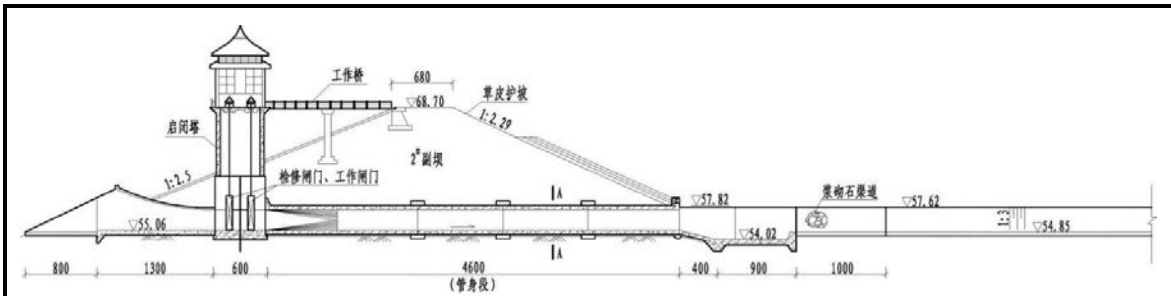 工作桥
680
▽68.70
草皮护坡
1:2.29
启闭塔
2#副坝
1:2.5
检修闸门、工作闸门
A
▽57.82
浆砌石渠道
▽57.62
▽55.06
1:3
▽54.02
▽54.85
A
800
1300
600
4600
400
900
1000
(管身段)